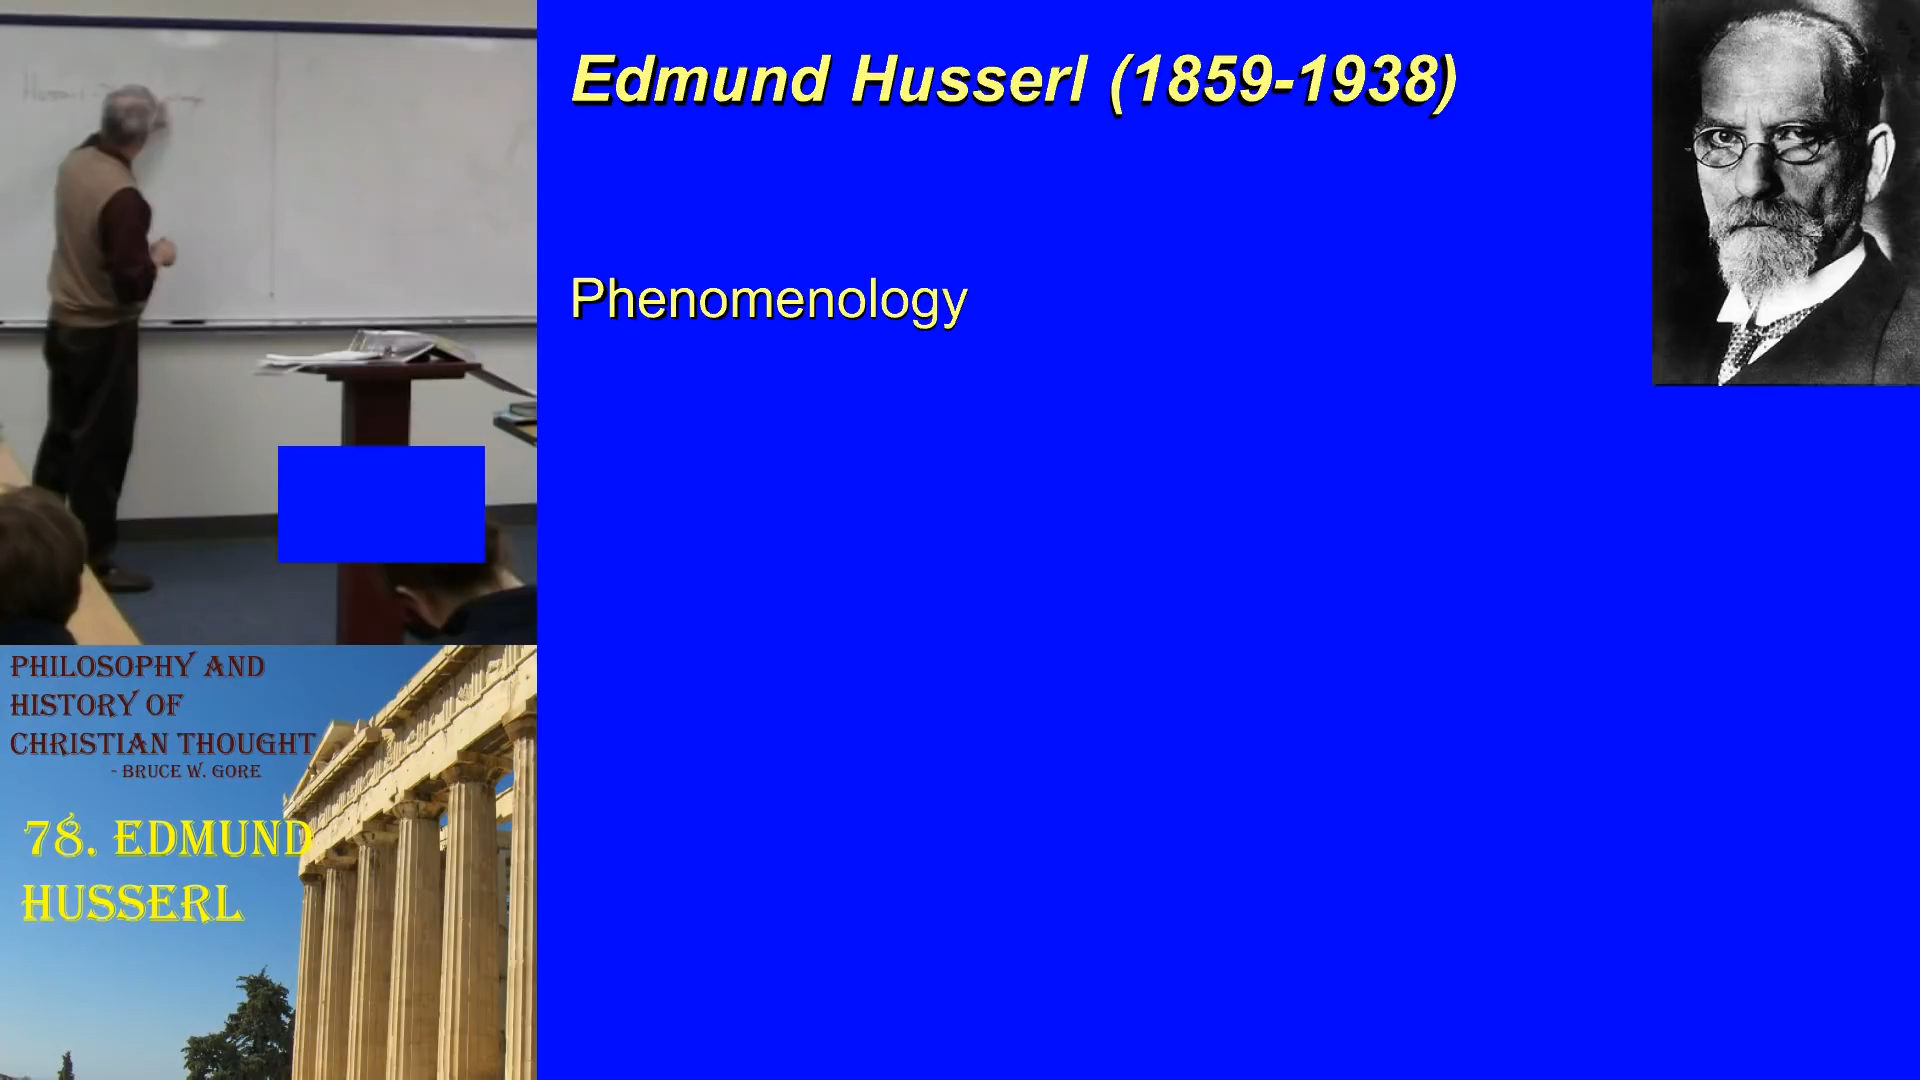 Edmund Husserl (1859-1938)
Phenomenology
PHILOSOPHY AND
HISTORY OF
CHRISTIAN THOUGHT
- BRUCE W. GORE
78. EDMUND
HUSSERL